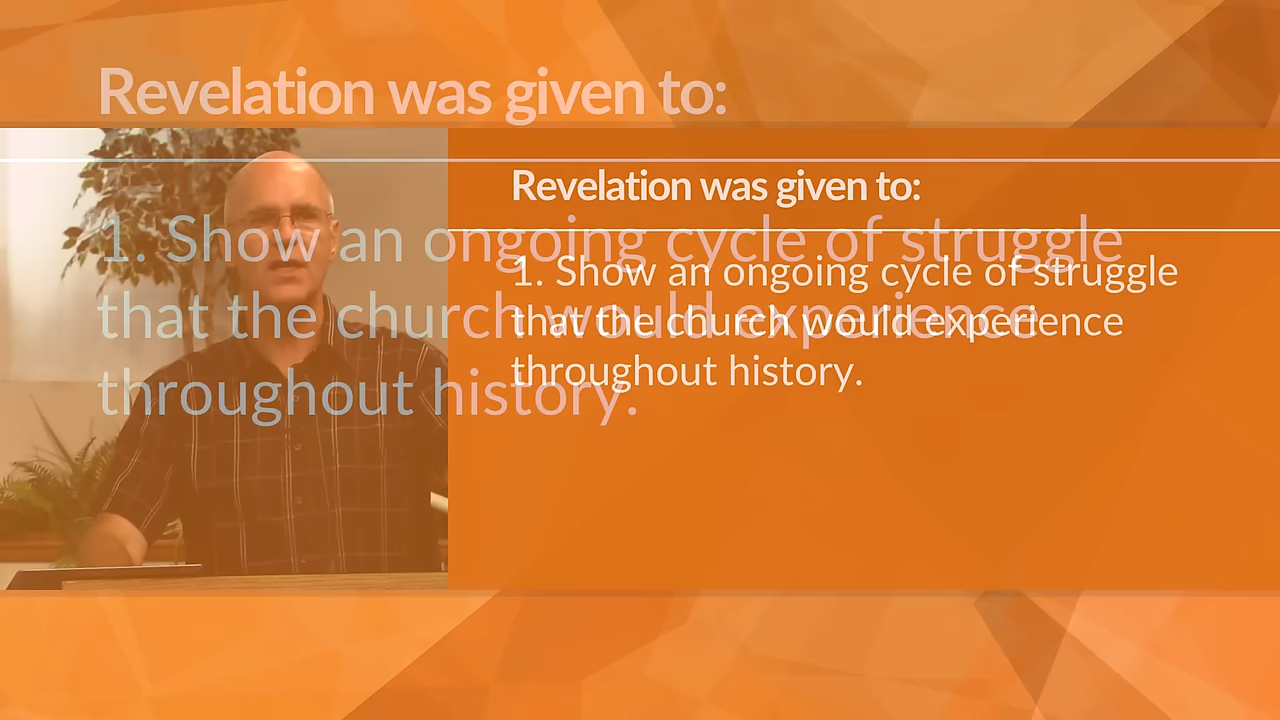 Revelation was given to:
1. Show an ongoing cycle of struggle
that the church would experience
throughout history.
Revelation was given to:
1. Show an ongoing cycle of struggle
that the church would experience
throughout history.